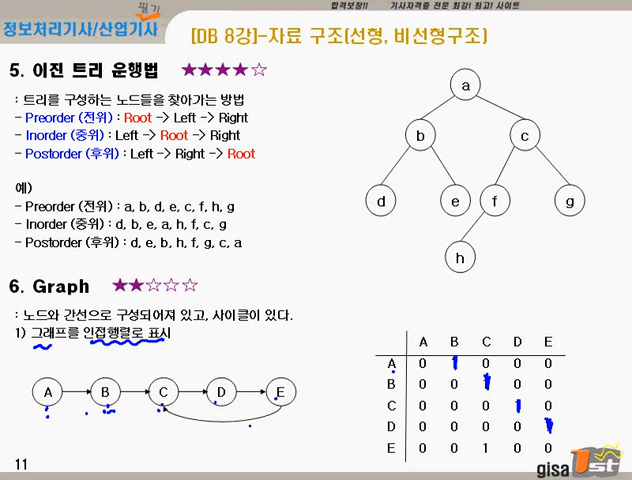 합격보장!! 기사자격증 전문 최강! 최고! 사이트
필기
정보처리기사/산업기사
[DB 8강]-자료 구조(선형, 비선형구조)
5. 이진 트리 운행법 ★★★★☆
: 트리를 구성하는 노드들을 찾아가는 방법
- Preorder (전위) : Root -> Left -> Right
- Inorder (중위) : Left -> Root -> Right
- Postorder (후위) : Left -> Right -> Root
예)
- Preorder (전위) : a, b, d, e, c, f, h, g
- Inorder (중위) : d, b, e, a, h, f, c, g
- Postorder (후위) : d, e, b, h, f, g, c, a
a
b c
d e f g
h
6. Graph ★★☆☆☆
: 노드와 간선으로 구성되어져 있고, 사이클이 있다.
1) 그래프를 인접행렬로 표시
A B C D E
A B C D E
A 0 1 0 0 0
B 0 0 1 0 0
C 0 0 0 1 0
D 0 0 0 0 1
E 0 0 1 0 0
11
gisa 1st